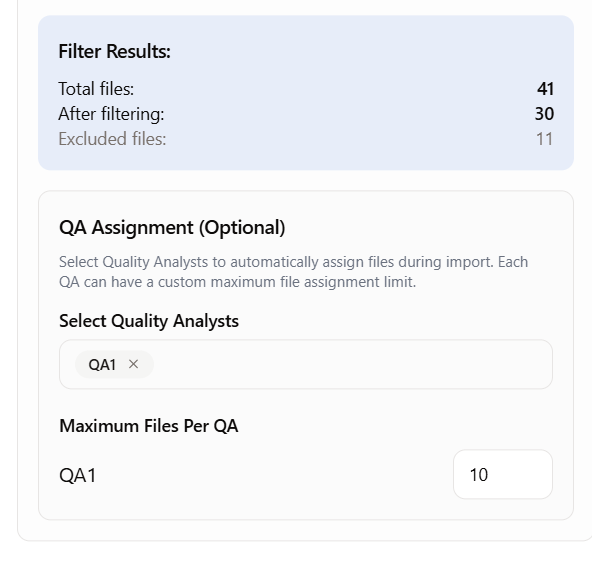 Filter Results:
Total files: 41
After filtering: 30
Excluded files: 11
QA Assignment (Optional)
Select Quality Analysts to automatically assign files during import. Each
QA can have a custom maximum file assignment limit.
Select Quality Analysts
QA1 ×
Maximum Files Per QA
QA1 10